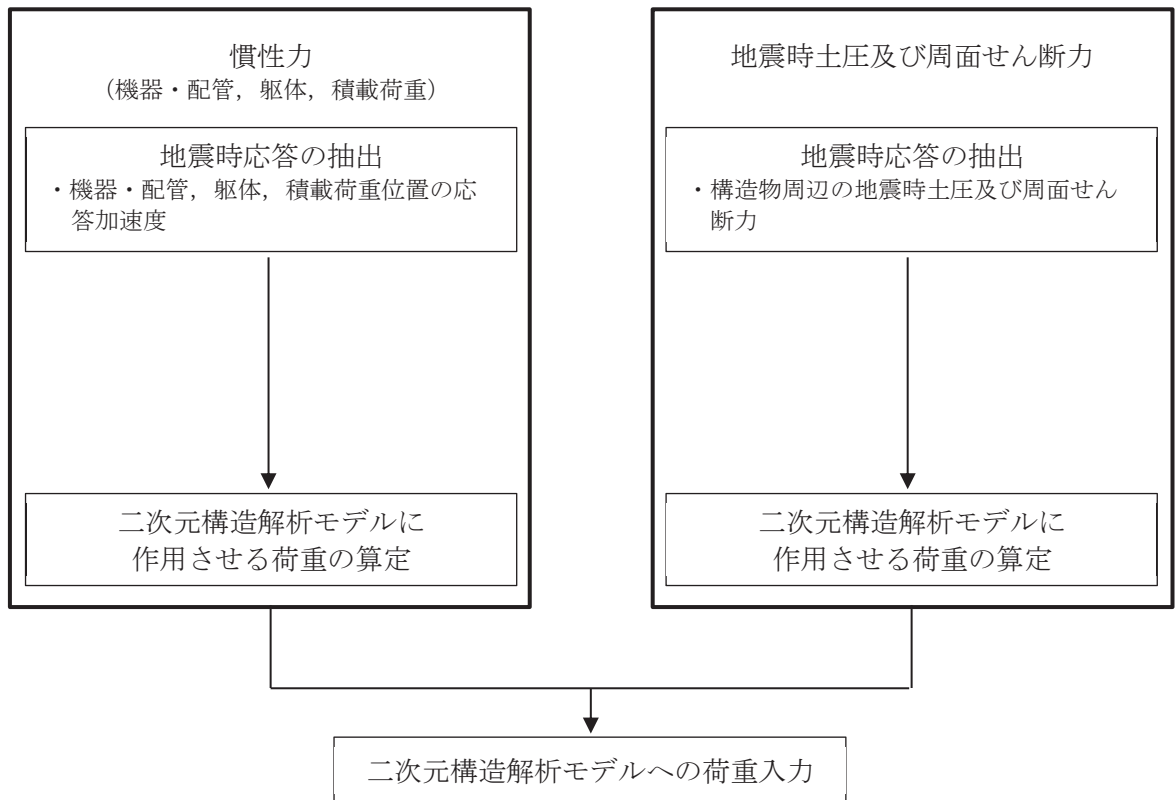 慣性力
（機器・配管，躯体，積載荷重）
地震時応答の抽出
・機器・配管，躯体，積載荷重位置の応
答加速度
二次元構造解析モデルに
作用させる荷重の算定
地震時土圧及び周面せん断力
地震時応答の抽出
・構造物周辺の地震時土圧及び周面せん
断力
二次元構造解析モデルに
作用させる荷重の算定
二次元構造解析モデルへの荷重入力